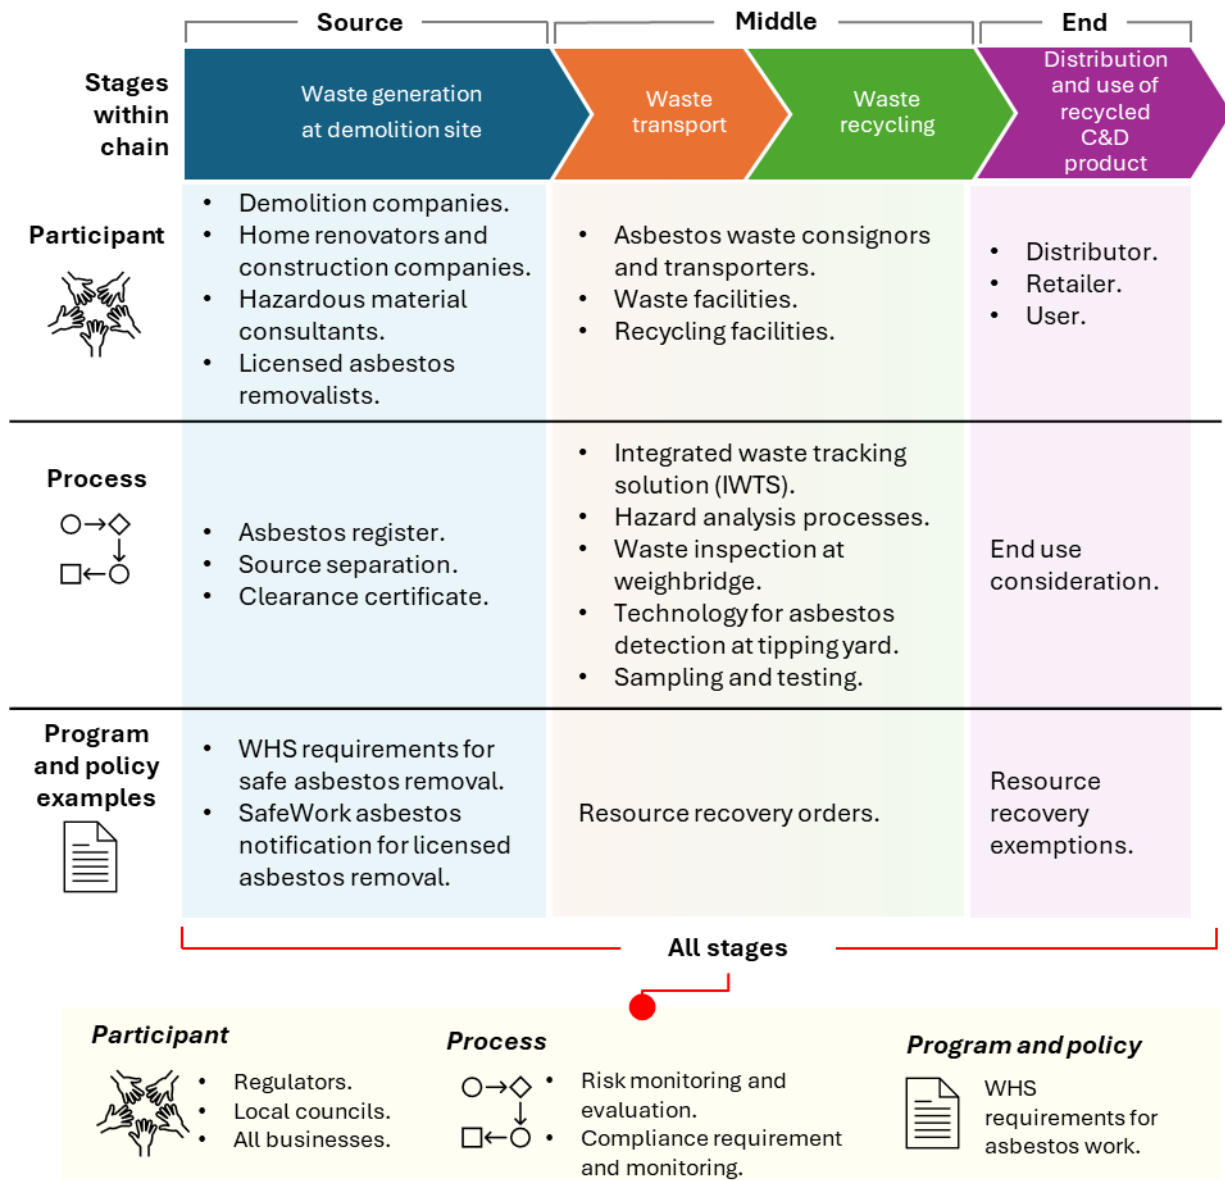 Source
Middle
End
Stages
within
chain
Waste generation
at demolition site
Waste
transport
Waste
recycling
Distribution
and use of
recycled
C&D
product
Participant
• Demolition companies.
• Home renovators and
construction companies.
• Hazardous material
consultants.
• Licensed asbestos
removalists.
• Asbestos waste consignors
and transporters.
• Waste facilities.
• Recycling facilities.
• Distributor.
• Retailer.
• User.
Process
• Asbestos register.
• Source separation.
• Clearance certificate.
• Integrated waste tracking
solution (IWTS).
• Hazard analysis processes.
• Waste inspection at
weighbridge.
• Technology for asbestos
detection at tipping yard.
• Sampling and testing.
End use
consideration.
Program
and policy
examples
• WHS requirements for
safe asbestos removal.
• SafeWork asbestos
notification for licensed
asbestos removal.
Resource recovery orders.
Resource
recovery
exemptions.
All stages
Participant
• Regulators.
• Local councils.
• All businesses.
Process
• Risk monitoring and
evaluation.
• Compliance requirement
and monitoring.
Program and policy
WHS
requirements for
asbestos work.